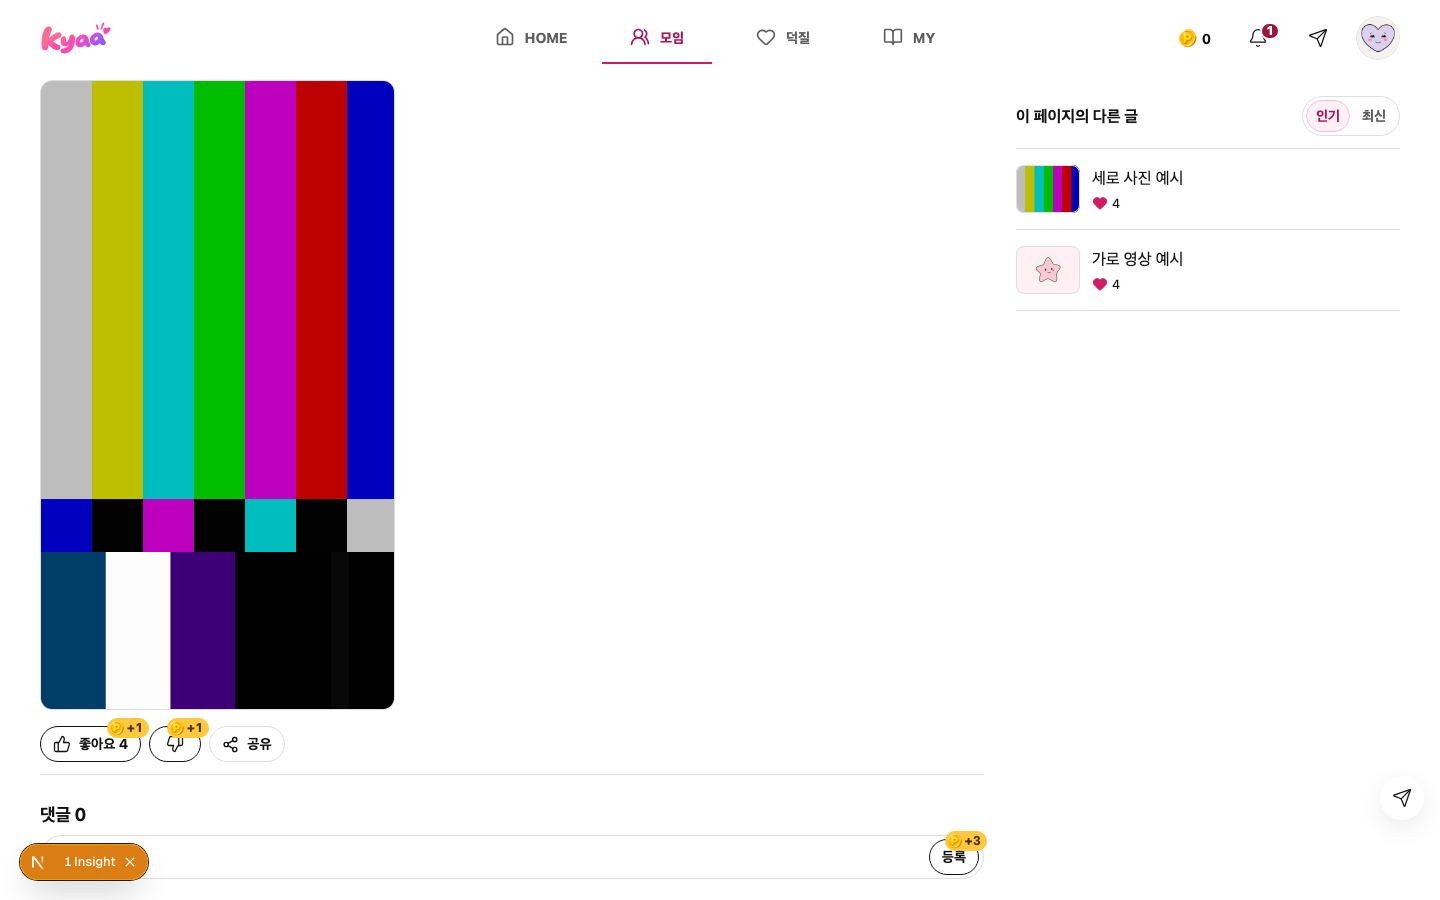 kyaa
HOME
모임
덕질
MY
0
1
이 페이지의 다른 글
인기
최신
세로 사진 예시
4
가로 영상 예시
4
+1
+1
좋아요 4
공유
댓글 0
+3
등록
N
1 Insight